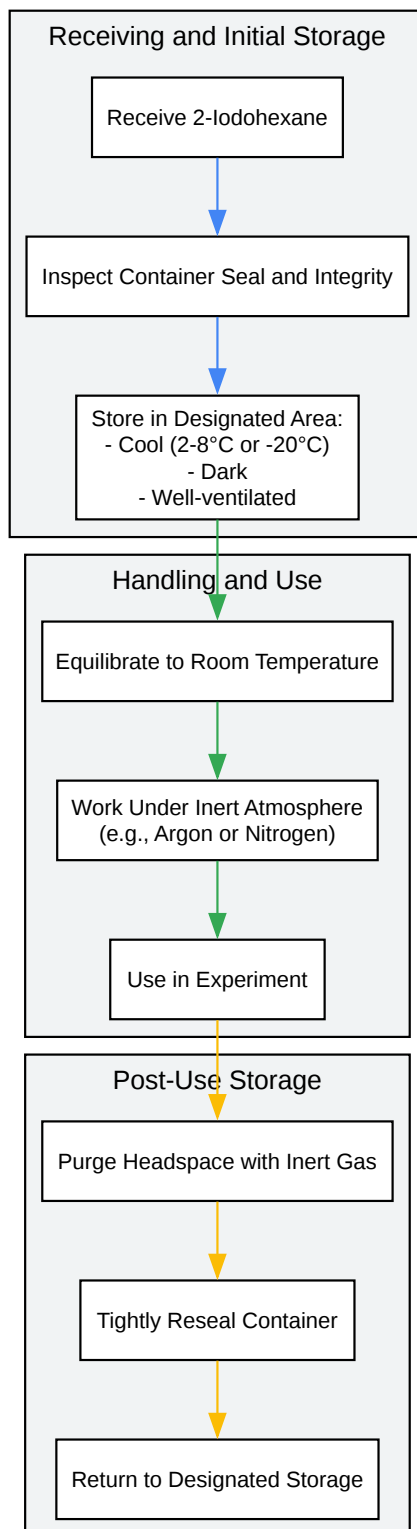 Receiving and Initial Storage
Receive 2-Iodohexane
Inspect Container Seal and Integrity
Store in Designated Area:
- Cool (2-8°C or -20°C)
- Dark
- Well-ventilated
Handling and Use
Equilibrate to Room Temperature
Work Under Inert Atmosphere
(e.g., Argon or Nitrogen)
Use in Experiment
Post-Use Storage
Purge Headspace with Inert Gas
Tightly Reseal Container
Return to Designated Storage